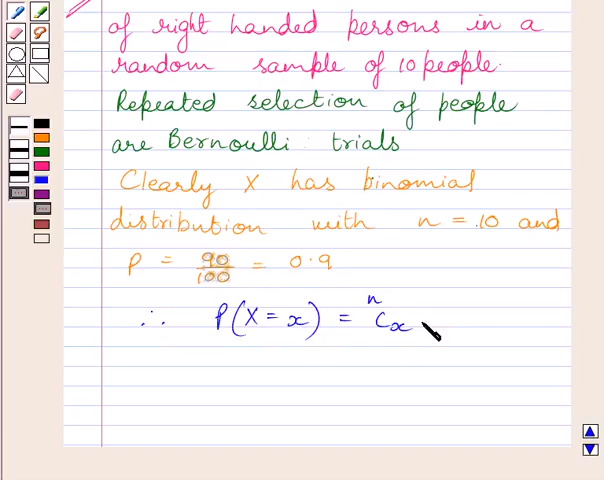 of right handed persons in a
random sample of 10 people.
Repeated selection of people
are Bernoulli trials
Clearly X has binomial
distribution with n = 10 and
P = 90/100 = 0.9
∴ P(X = x) = ⁿCₓ